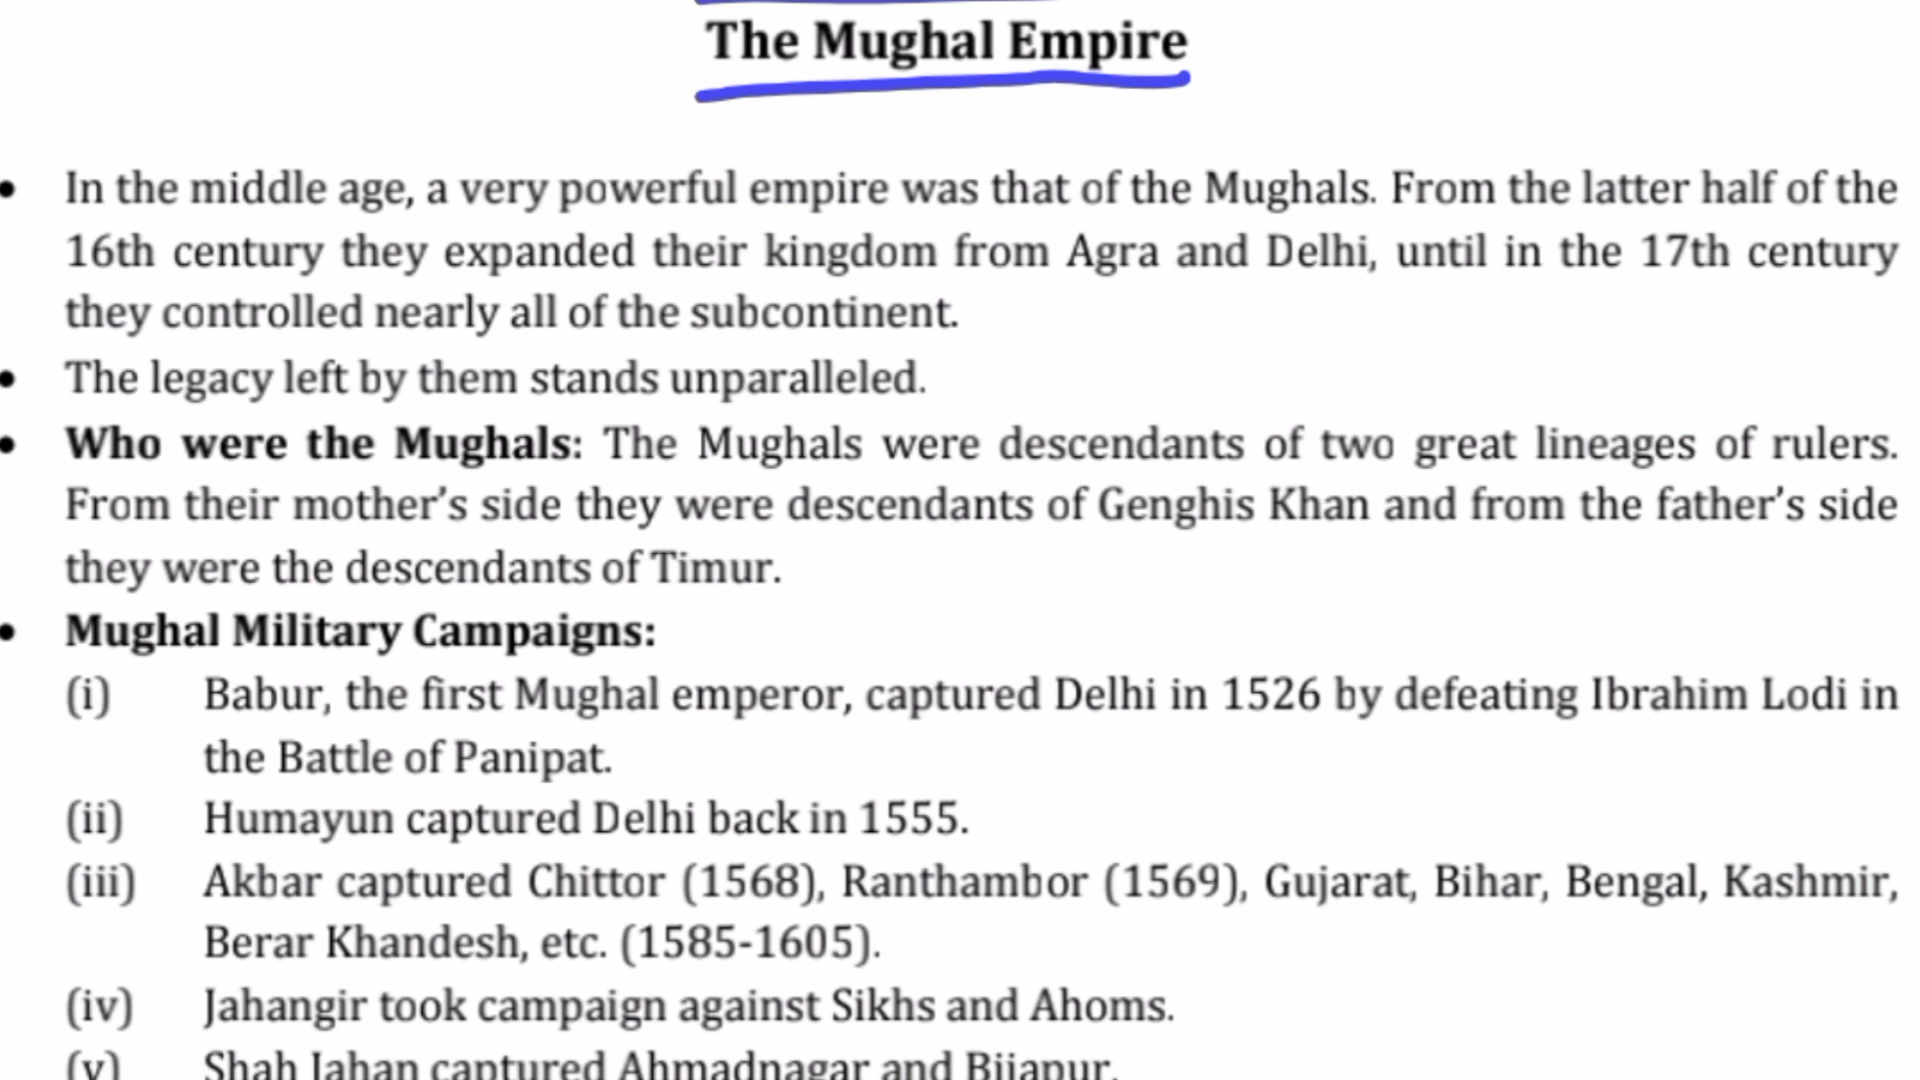 The Mughal Empire
• In the middle age, a very powerful empire was that of the Mughals. From the latter half of the
16th century they expanded their kingdom from Agra and Delhi, until in the 17th century
they controlled nearly all of the subcontinent.
• The legacy left by them stands unparalleled.
• Who were the Mughals: The Mughals were descendants of two great lineages of rulers.
From their mother’s side they were descendants of Genghis Khan and from the father’s side
they were the descendants of Timur.
• Mughal Military Campaigns:
(i) Babur, the first Mughal emperor, captured Delhi in 1526 by defeating Ibrahim Lodi in
the Battle of Panipat.
(ii) Humayun captured Delhi back in 1555.
(iii) Akbar captured Chittor (1568), Ranthambor (1569), Gujarat, Bihar, Bengal, Kashmir,
Berar Khandesh, etc. (1585-1605).
(iv) Jahangir took campaign against Sikhs and Ahoms.
(v) Shah Jahan captured Ahmadnagar and Bijapur.